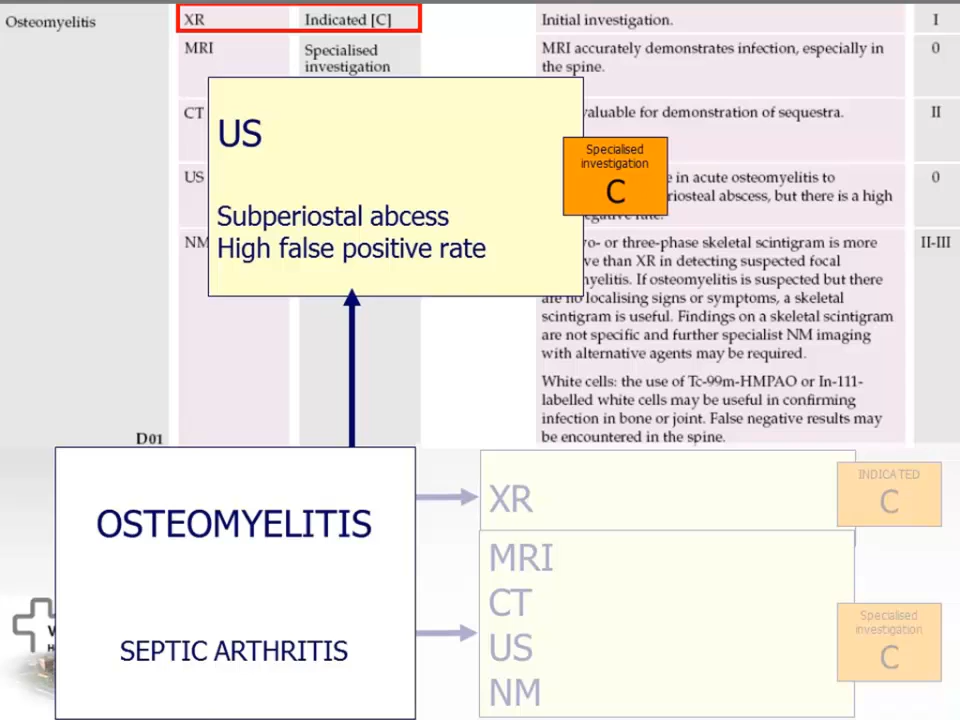 Osteomyelitis
XR
Indicated [C]
Initial investigation.
I
MRI
Specialised
investigation
MRI accurately demonstrates infection, especially in
the spine.
0
CT
valuable for demonstration of sequestra.
II
US
in acute osteomyelitis to
abscess, but there is a high
0
NM
or three-phase skeletal scintigram is more
than XR in detecting suspected focal
If osteomyelitis is suspected but there
are no localising signs or symptoms, a skeletal
scintigram is useful. Findings on a skeletal scintigram
are not specific and further specialist NM imaging
with alternative agents may be required.
II-III
White cells: the use of Tc-99m-HMPAO or In-111-
labelled white cells may be useful in confirming
infection in bone or joint. False negative results may
be encountered in the spine.
D01
US
Subperiostal abcess
High false positive rate
Specialised
investigation
C
OSTEOMYELITIS
SEPTIC ARTHRITIS
XR
INDICATED
C
MRI
CT
US
NM
Specialised
investigation
C